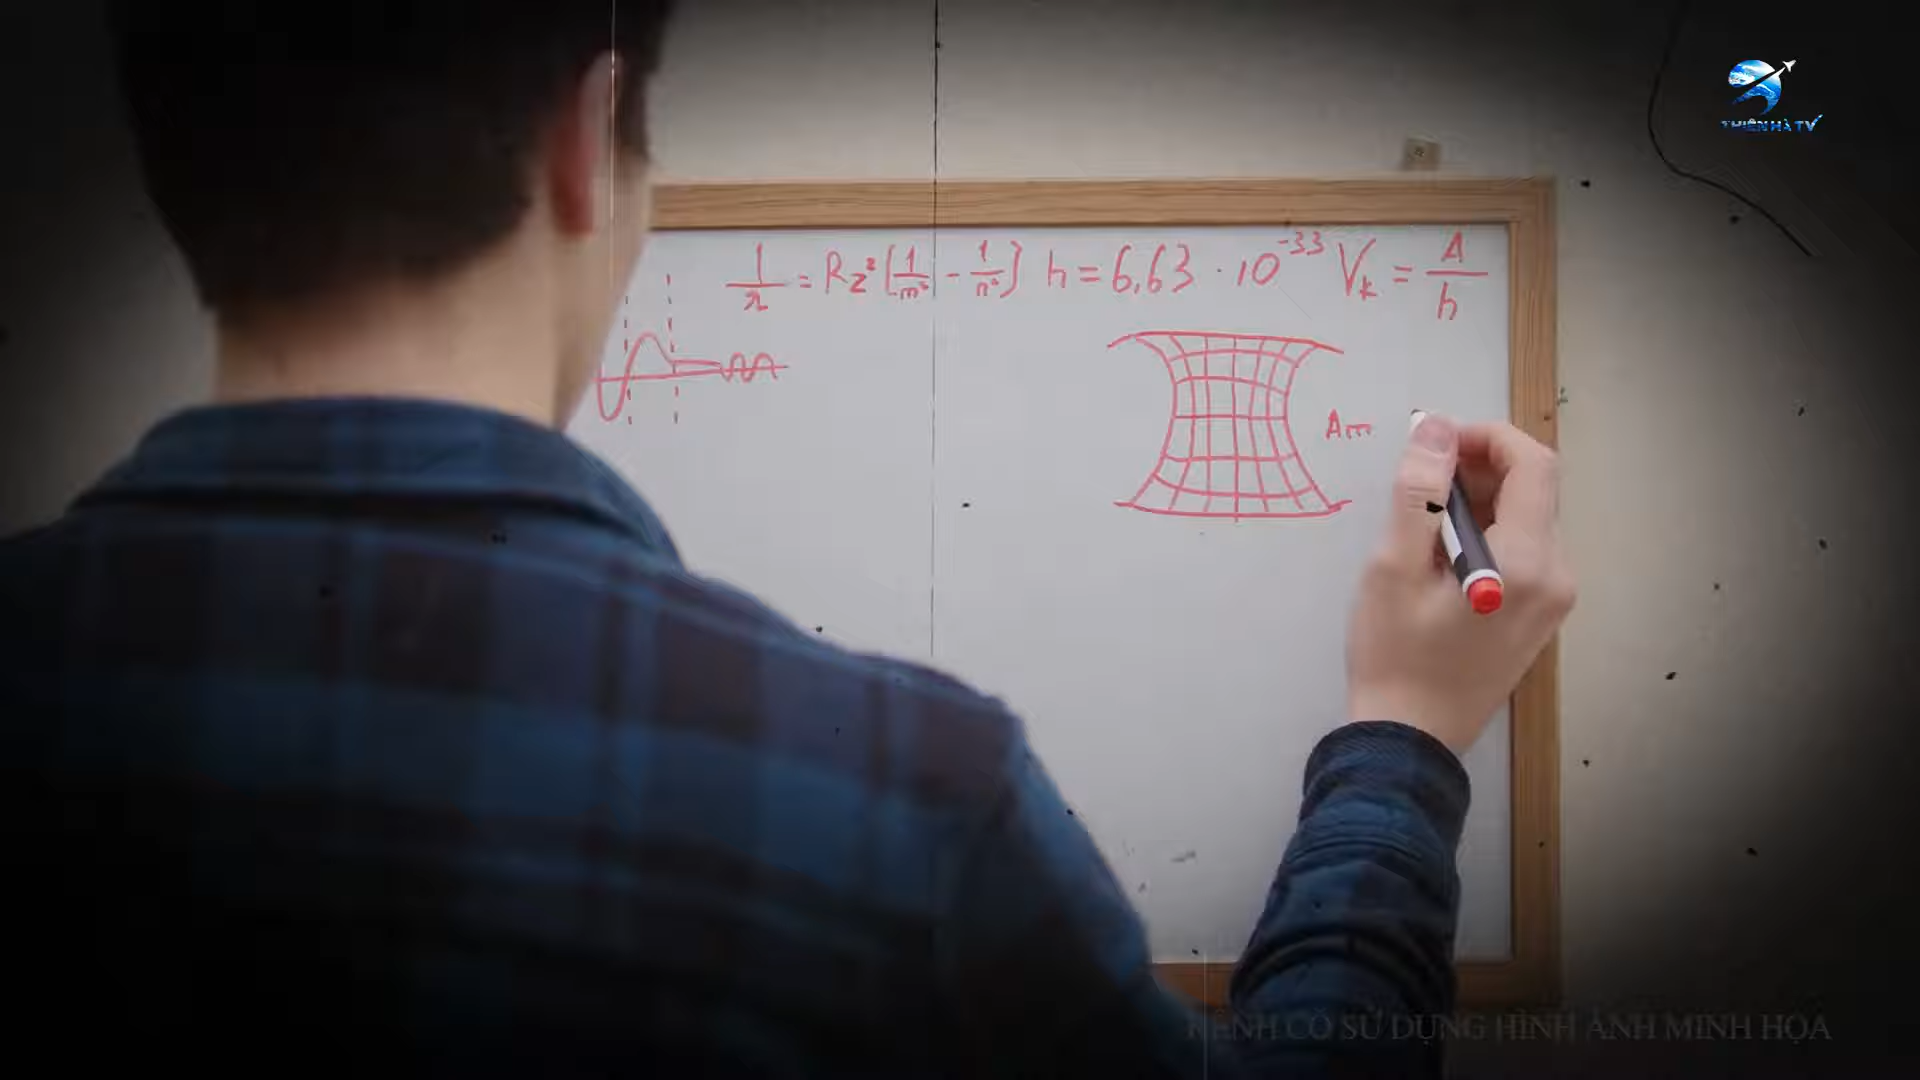 THIÊN HÀ TV
1/λ = Rz²[1/m² - 1/n²] h = 6,63 · 10⁻³³ Vₖ = A/h
Am
KÊNH CÓ SỬ DỤNG HÌNH ẢNH MINH HỌA